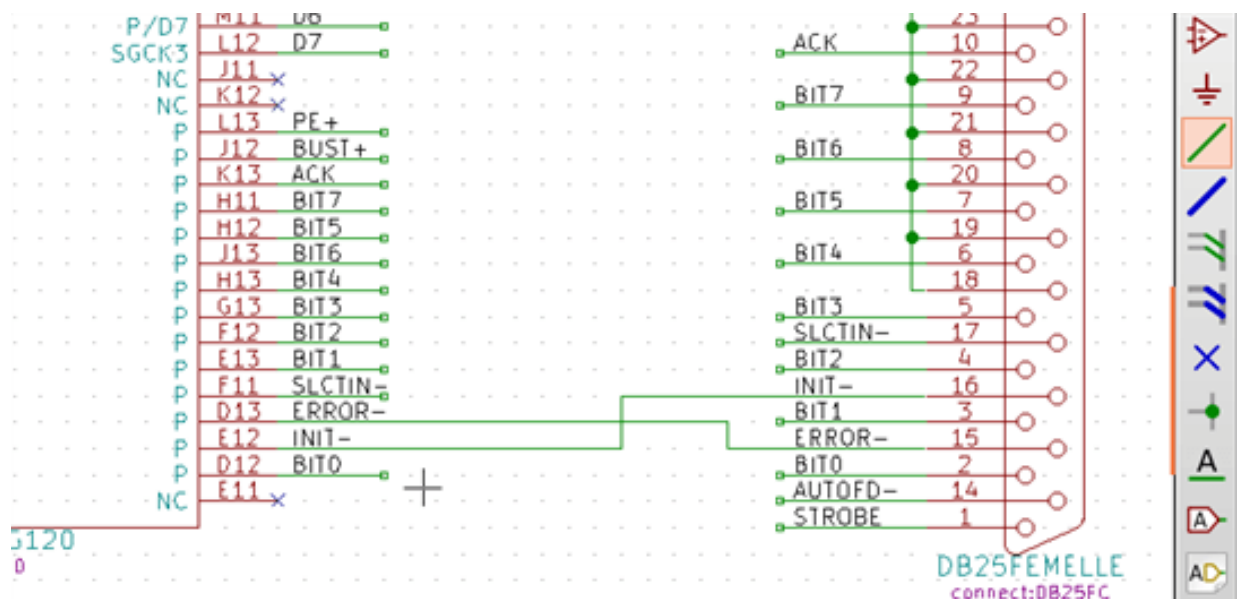 P/D7 M11 D6
SGCK3 L12 D7
NC J11
NC K12
P L13 PE+
P J12 BUST+
P K13 ACK
P H11 BIT7
P H12 BIT5
P J13 BIT6
P H13 BIT4
P G13 BIT3
P F12 BIT2
P E13 BIT1
P F11 SLCTIN-
P D13 ERROR-
P E12 INIT-
P D12 BIT0
NC E11
G120
23
ACK 10
22
BIT7 9
21
BIT6 8
20
BIT5 7
19
BIT4 6
18
BIT3 5
SLCTIN- 17
BIT2 4
INIT- 16
BIT1 3
ERROR- 15
BIT0 2
AUTOFD- 14
STROBE 1
DB25FEMELLE
connect:DB25FC
A
A
AD